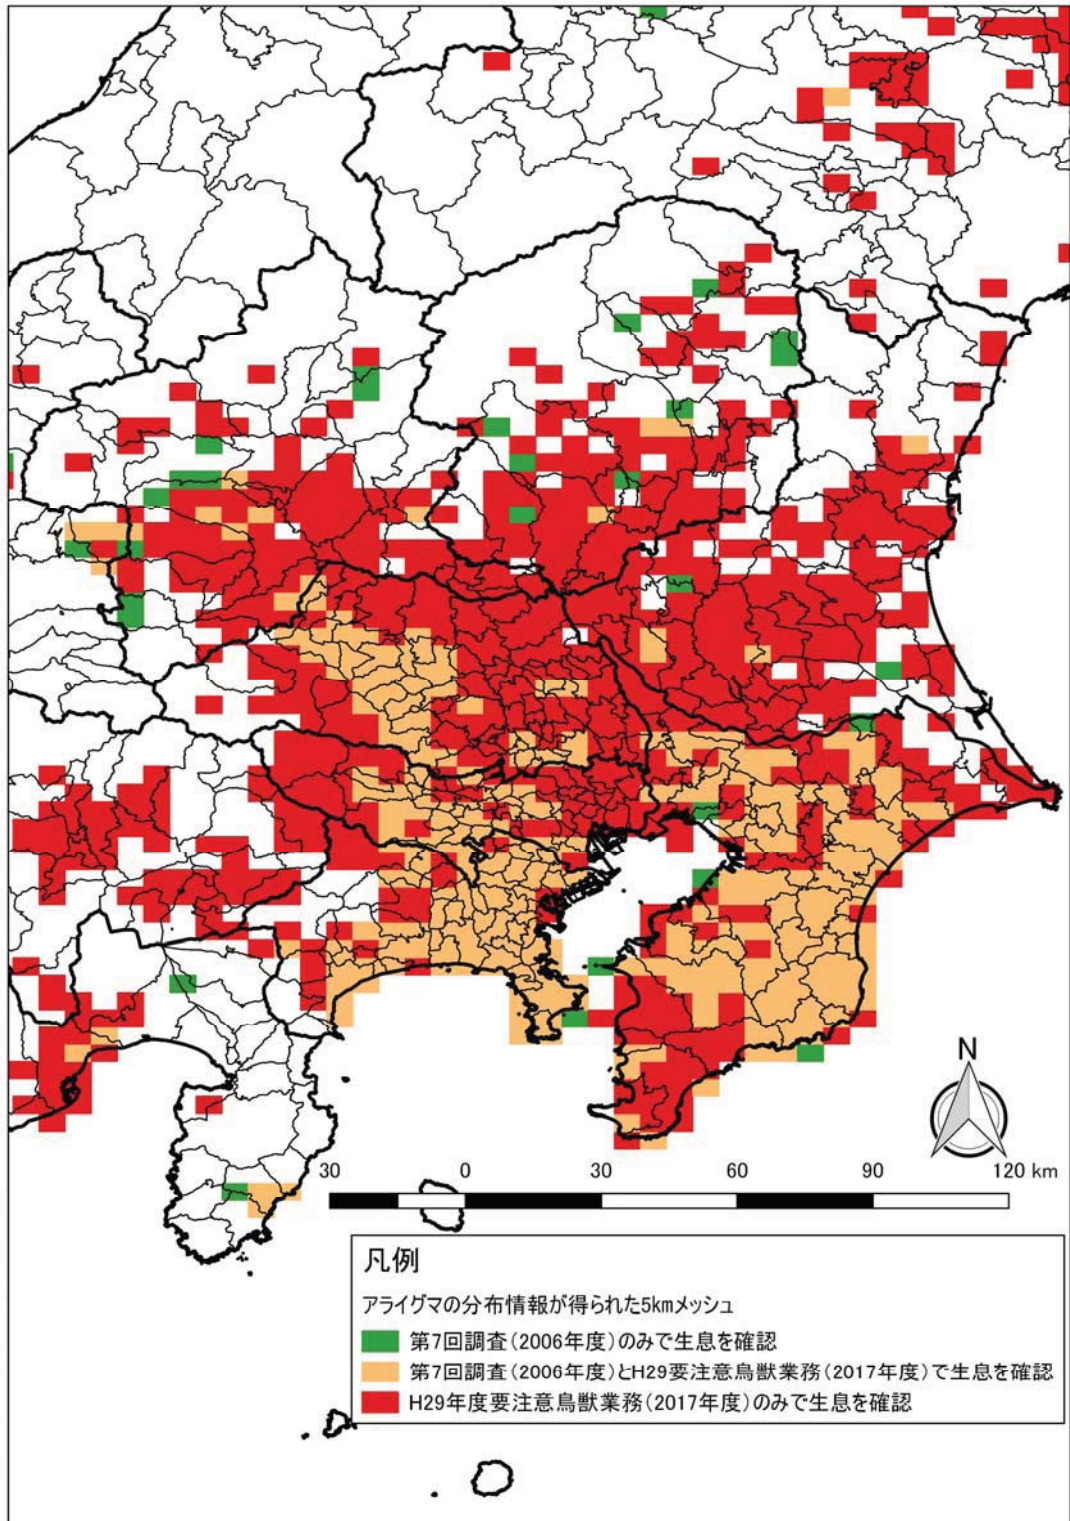 N
30 0 30 60 90 120 km
凡例
アライグマの分布情報が得られた5kmメッシュ
第7回調査(2006年度)のみで生息を確認
第7回調査(2006年度)とH29要注意鳥獣業務(2017年度)で生息を確認
H29年度要注意鳥獣業務(2017年度)のみで生息を確認